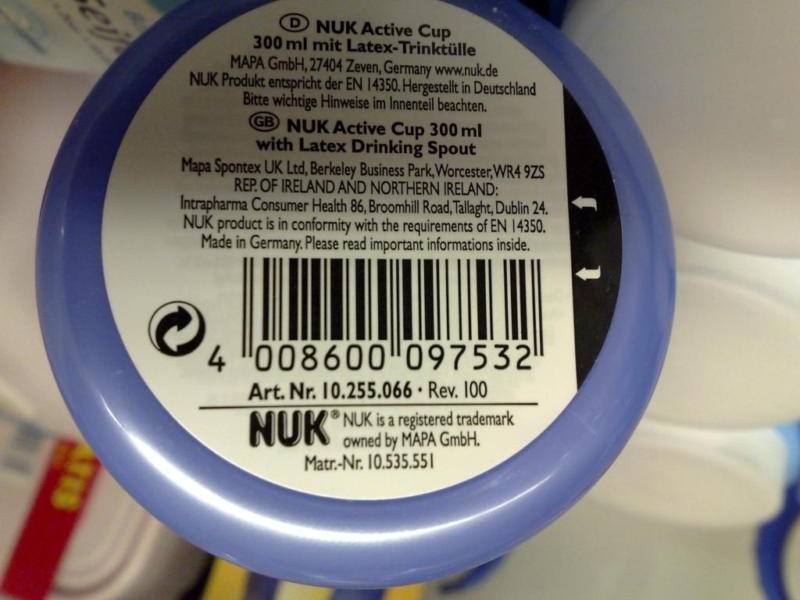 D NUK Active Cup
300 ml mit Latex-Trinktülle
MAPA GmbH, 27404 Zeven, Germany www.nuk.de
NUK Produkt entspricht der EN 14350. Hergestellt in Deutschland
Bitte wichtige Hinweise im Innenteil beachten.
GB NUK Active Cup 300 ml
with Latex Drinking Spout
Mapa Spontex UK Ltd, Berkeley Business Park, Worcester, WR4 9ZS
REP. OF IRELAND AND NORTHERN IRELAND:
Intrapharma Consumer Health 86, Broomhill Road, Tallaght, Dublin 24.
NUK product is in conformity with the requirements of EN 14350.
Made in Germany. Please read important informations inside.
4 008600 097532
Art. Nr. 10.255.066 · Rev. 100
NUK® NUK is a registered trademark
owned by MAPA GmbH.
Matr.-Nr. 10.535.551